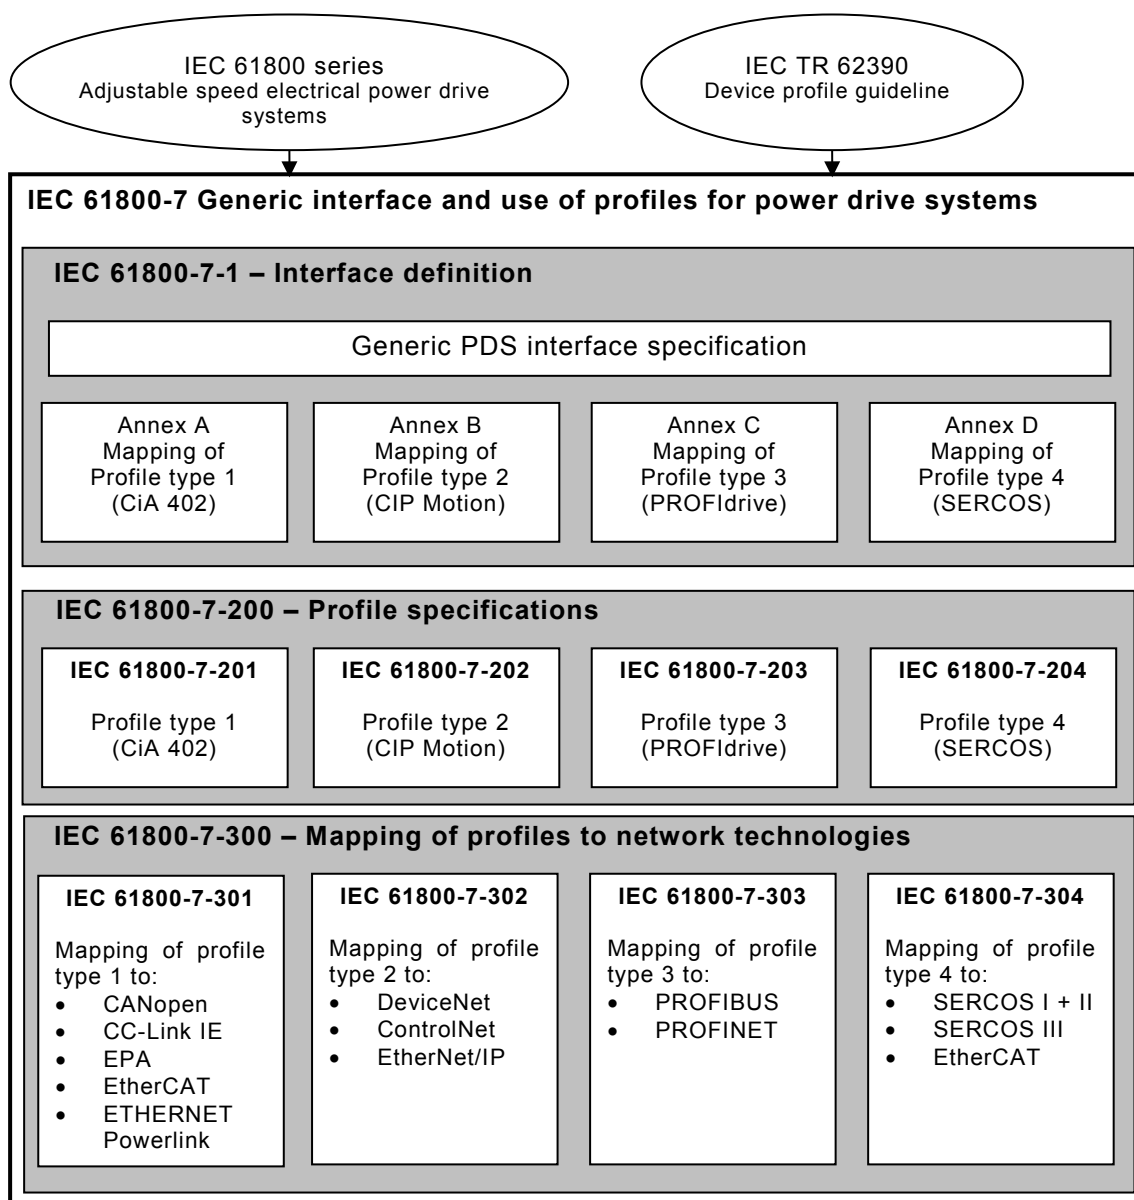 IEC 61800 series
Adjustable speed electrical power drive
systems
IEC TR 62390
Device profile guideline
IEC 61800-7 Generic interface and use of profiles for power drive systems
IEC 61800-7-1 – Interface definition
Generic PDS interface specification
Annex A
Mapping of
Profile type 1
(CiA 402)
Annex B
Mapping of
Profile type 2
(CIP Motion)
Annex C
Mapping of
Profile type 3
(PROFIdrive)
Annex D
Mapping of
Profile type 4
(SERCOS)
IEC 61800-7-200 – Profile specifications
IEC 61800-7-201
Profile type 1
(CiA 402)
IEC 61800-7-202
Profile type 2
(CIP Motion)
IEC 61800-7-203
Profile type 3
(PROFIdrive)
IEC 61800-7-204
Profile type 4
(SERCOS)
IEC 61800-7-300 – Mapping of profiles to network technologies
IEC 61800-7-301
Mapping of profile
type 1 to:
• CANopen
• CC-Link IE
• EPA
• EtherCAT
• ETHERNET
Powerlink
IEC 61800-7-302
Mapping of profile
type 2 to:
• DeviceNet
• ControlNet
• EtherNet/IP
IEC 61800-7-303
Mapping of profile
type 3 to:
• PROFIBUS
• PROFINET
IEC 61800-7-304
Mapping of profile
type 4 to:
• SERCOS I + II
• SERCOS III
• EtherCAT